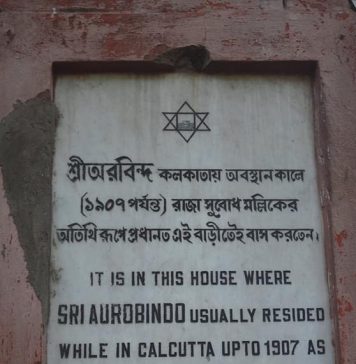 শ্রীঅরবিন্দ কলকাতায় অবস্থানকালে
(১৯০৭ পর্যন্ত) রাজা সুবোধ মল্লিকের
অতিথি রূপে প্রধানত এই বাড়ীতেই বাস করতেন।
IT IS IN THIS HOUSE WHERE
SRI AUROBINDO USUALLY RESIDED
WHILE IN CALCUTTA UPTO 1907 AS